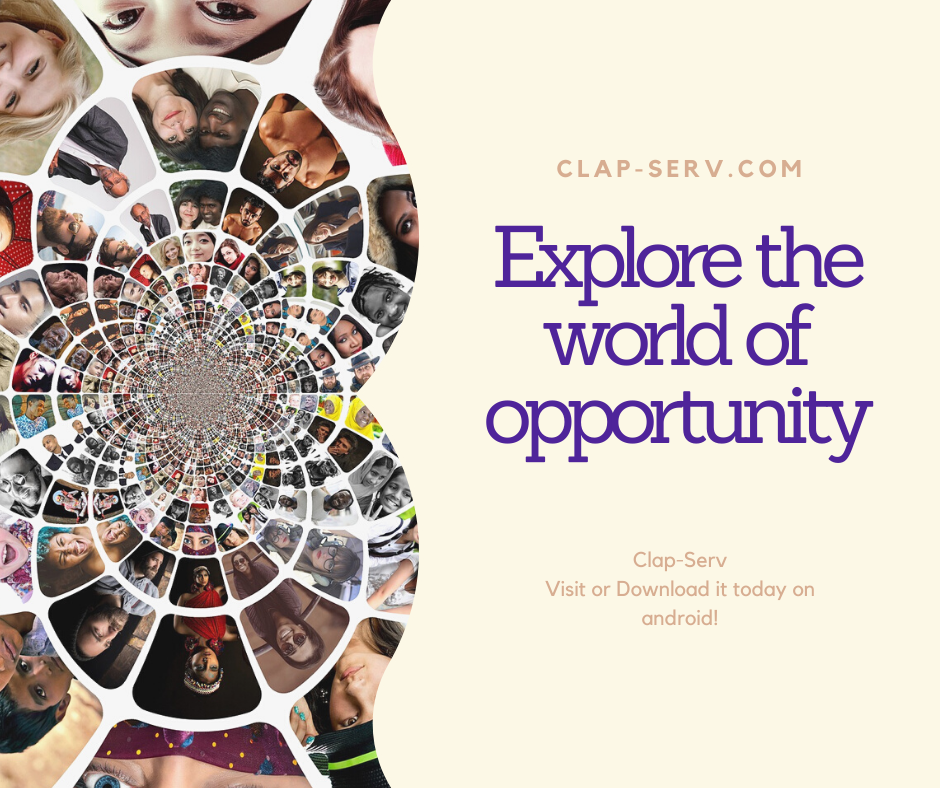 CLAP-SERV.COM
Explore the
world of
opportunity
Clap-Serv
Visit or Download it today on
android!